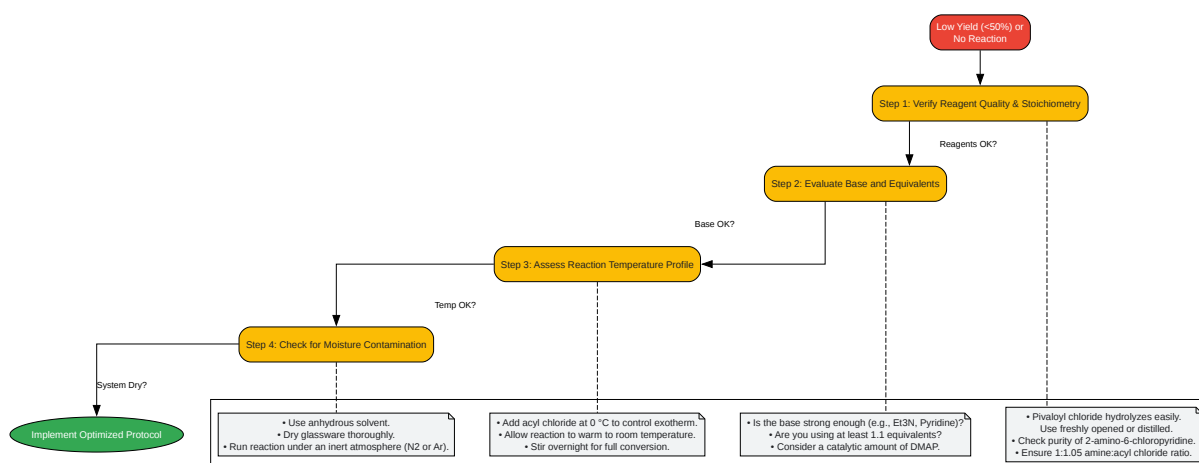 Low Yield (<50%) or
No Reaction
Step 1: Verify Reagent Quality & Stoichiometry
Reagents OK?
Step 2: Evaluate Base and Equivalents
Base OK?
Step 3: Assess Reaction Temperature Profile
Temp OK?
Step 4: Check for Moisture Contamination
System Dry?
Implement Optimized Protocol
• Use anhydrous solvent.
• Dry glassware thoroughly.
• Run reaction under an inert atmosphere (N2 or Ar).
• Add acyl chloride at 0 °C to control exotherm.
• Allow reaction to warm to room temperature.
• Stir overnight for full conversion.
• Is the base strong enough (e.g., Et3N, Pyridine)?
• Are you using at least 1.1 equivalents?
• Consider a catalytic amount of DMAP.
• Pivaloyl chloride hydrolyzes easily.
Use freshly opened or distilled.
• Check purity of 2-amino-6-chloropyridine.
• Ensure 1:1.05 amine:acyl chloride ratio.